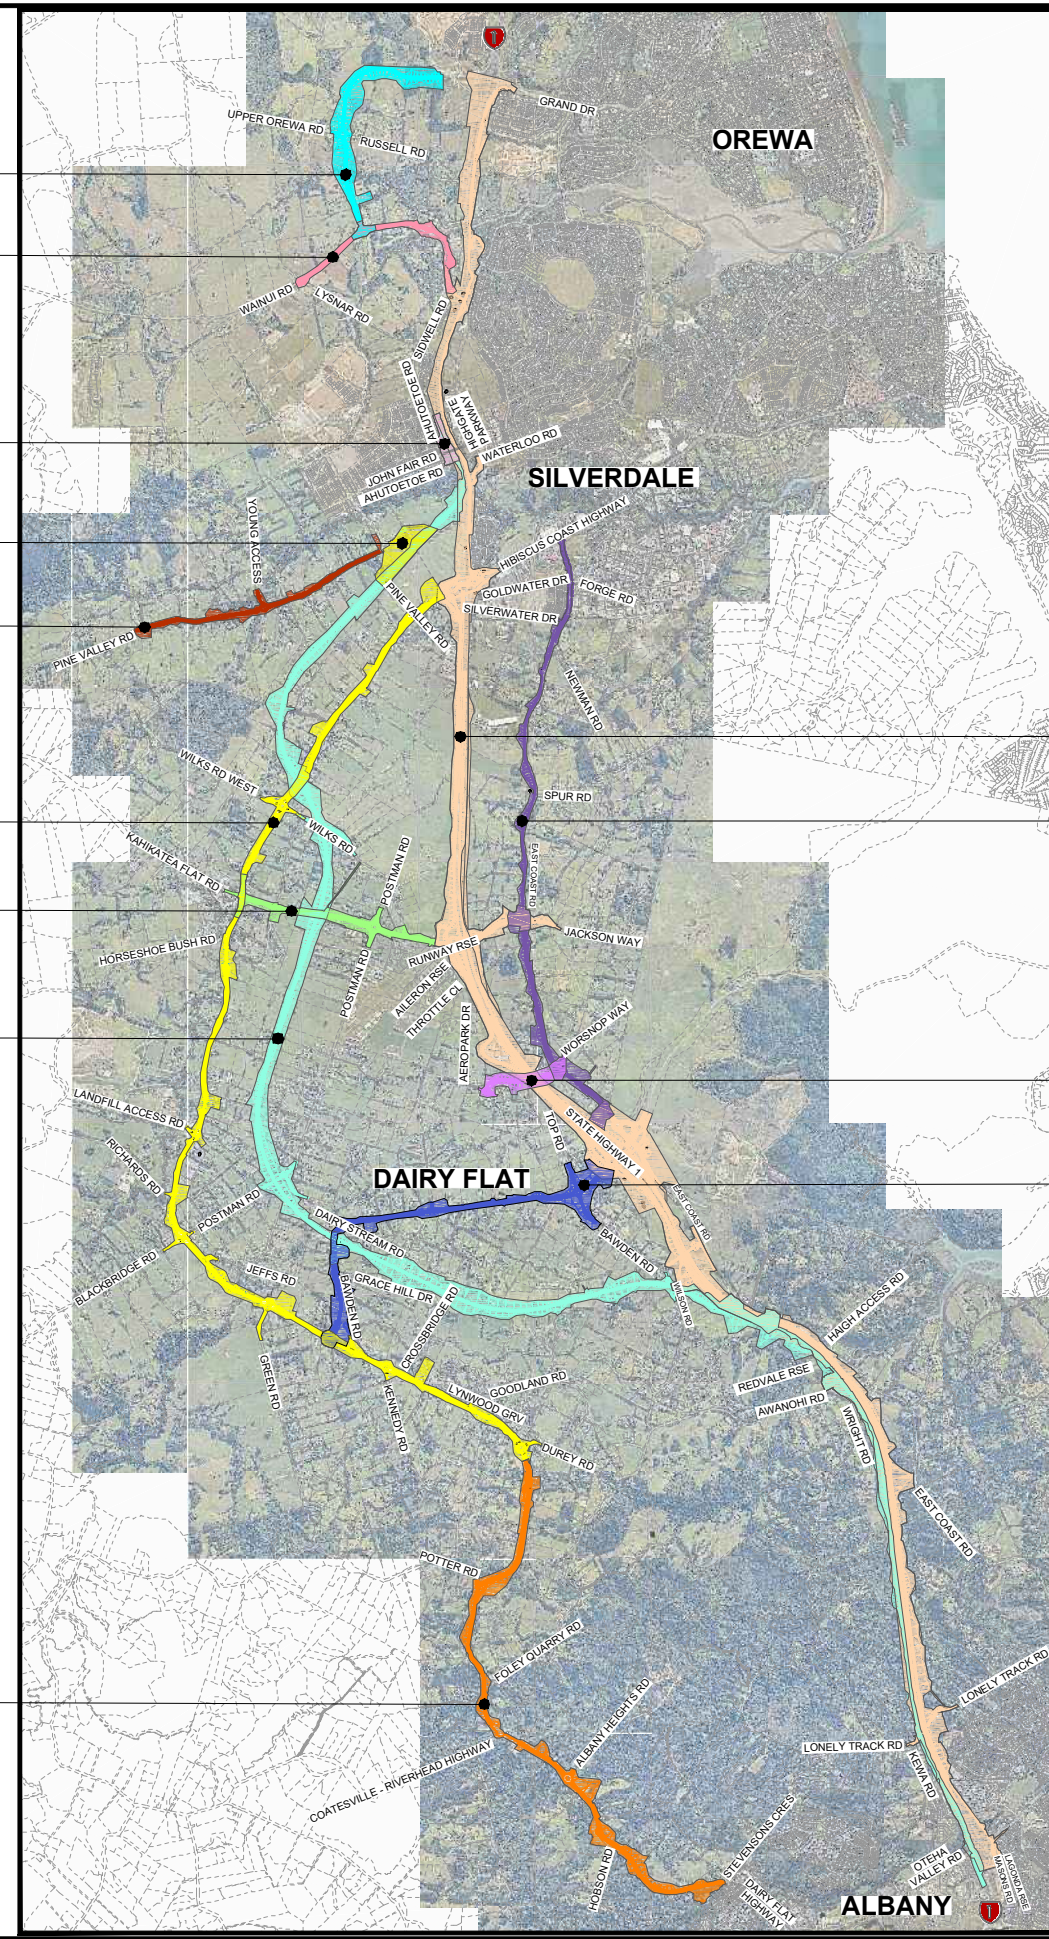 1
GRAND DR
UPPER OREWA RD
RUSSELL RD
OREWA
WAINUI RD
LYSNAR RD
SIDWELL RD
AHUTOETOE RD
HIGHGATE
PARKWAY
WATERLOO RD
JOHN FAIR RD
AHUTOETOE RD
SILVERDALE
YOUNG ACCESS
HIBISCUS COAST HIGHWAY
PINE VALLEY RD
GOLDWATER DR
FORGE RD
SILVERWATER DR
PINE VALLEY RD
NEWMAN RD
WILKS RD WEST
SPUR RD
WILKS RD
KAHIKATEA FLAT RD
POSTMAN RD
EAST COAST RD
HORSESHOE BUSH RD
POSTMAN RD
RUNWAY RSE
JACKSON WAY
AILERON RSE
THROTTLE CL
AEROPARK DR
WORSNOP WAY
LANDFILL ACCESS RD
TOP RD
STATE HIGHWAY 1
RICHARDS RD
DAIRY FLAT
POSTMAN RD
DAIRY STREAM RD
EAST COAST RD
BLACKBRIDGE RD
BAWDEN RD
JEFFS RD
BAWDEN RD
GRACE HILL DR
WILSON RD
HAIGH ACCESS RD
CROSSBRIDGE RD
GREEN RD
REDVALE RSE
KENNEDY RD
GOODLAND RD
LYNWOOD GRV
AWANOHI RD
WRIGHT RD
DUREY RD
EAST COAST RD
POTTER RD
FOLEY QUARRY RD
ALBANY HEIGHTS RD
LONELY TRACK RD
LONELY TRACK RD
COATESVILLE - RIVERHEAD HIGHWAY
KEWA RD
STEVENSONS CRES
HOBSON RD
OTEHA
VALLEY RD
LAGONDA RSE
MASONS RD
DAIRY FLAT
HIGHWAY
ALBANY
1